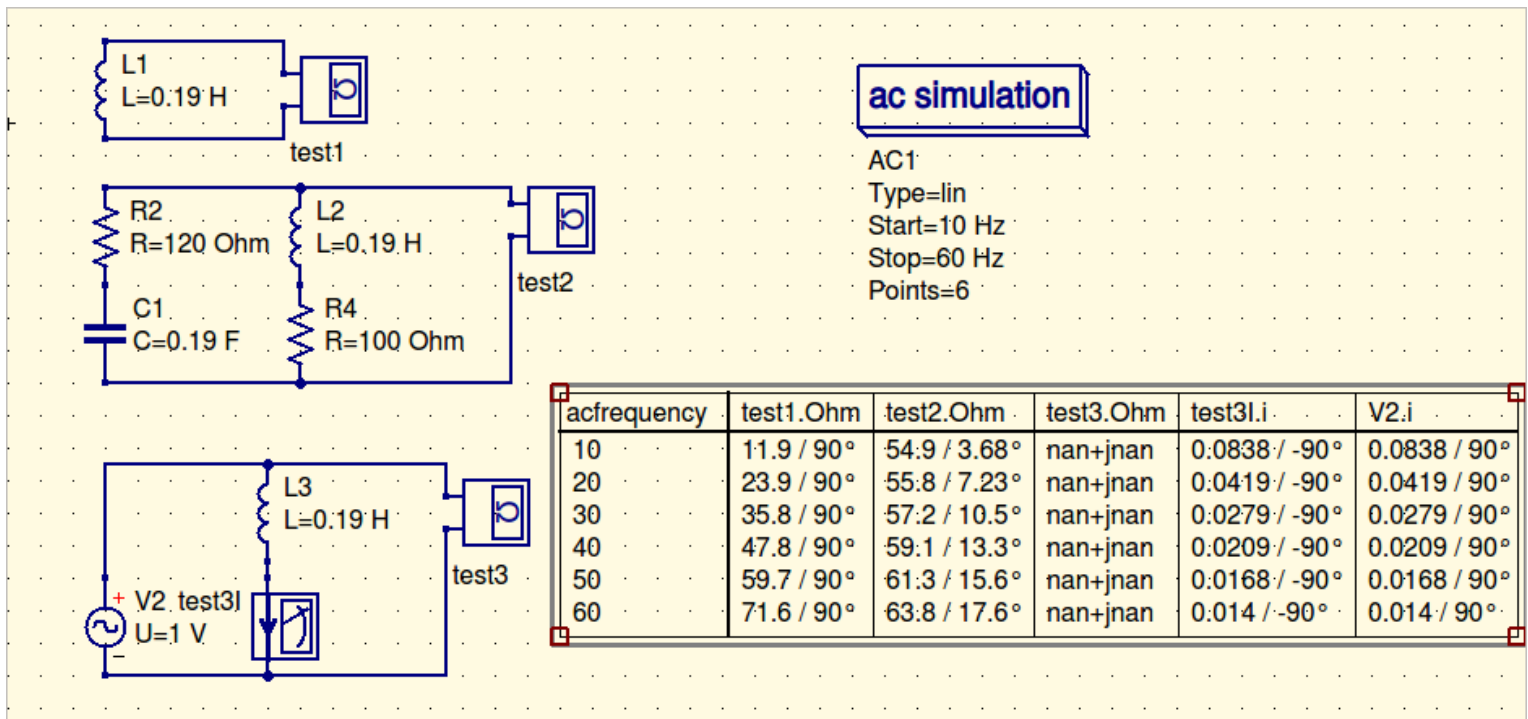 L1
L=0.19 H
Ω
test1
ac simulation
AC1
Type=lin
Start=10 Hz
Stop=60 Hz
Points=6
R2
R=120 Ohm
L2
L=0.19 H
Ω
test2
C1
C=0.19 F
R4
R=100 Ohm
acfrequency test1.Ohm test2.Ohm test3.Ohm test3I.i V2.i
10 11.9 / 90° 54.9 / 3.68° nan+jnan 0.0838 / -90° 0.0838 / 90°
20 23.9 / 90° 55.8 / 7.23° nan+jnan 0.0419 / -90° 0.0419 / 90°
30 35.8 / 90° 57.2 / 10.5° nan+jnan 0.0279 / -90° 0.0279 / 90°
40 47.8 / 90° 59.1 / 13.3° nan+jnan 0.0209 / -90° 0.0209 / 90°
50 59.7 / 90° 61.3 / 15.6° nan+jnan 0.0168 / -90° 0.0168 / 90°
60 71.6 / 90° 63.8 / 17.6° nan+jnan 0.014 / -90° 0.014 / 90°
L3
L=0.19 H
Ω
test3
+
V2 test3I
U=1 V
−